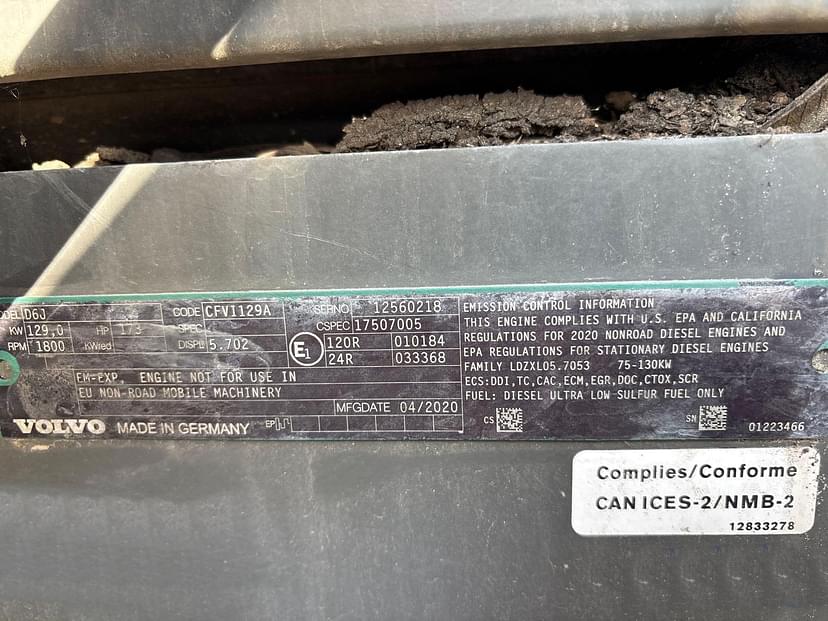 MODEL D6J CODE CFVI129A SERNO 12560218
KW 129,0 HP 173 SPEC CSPEC 17507005
RPM 1800 KWred DISPL 5.702 E1 120R 010184
24R 033368
EM-EXP. ENGINE NOT FOR USE IN
EU NON-ROAD MOBILE MACHINERY
MFGDATE 04/2020
VOLVO MADE IN GERMANY EP
EMISSION CONTROL INFORMATION
THIS ENGINE COMPLIES WITH U.S. EPA AND CALIFORNIA
REGULATIONS FOR 2020 NONROAD DIESEL ENGINES AND
EPA REGULATIONS FOR STATIONARY DIESEL ENGINES
FAMILY LDZXL05.7053 75-130KW
ECS:DDI,TC,CAC,ECM,EGR,DOC,CTOX,SCR
FUEL: DIESEL ULTRA LOW SULFUR FUEL ONLY
CS SN 01223466
Complies/Conforme
CAN ICES-2/NMB-2
12833278